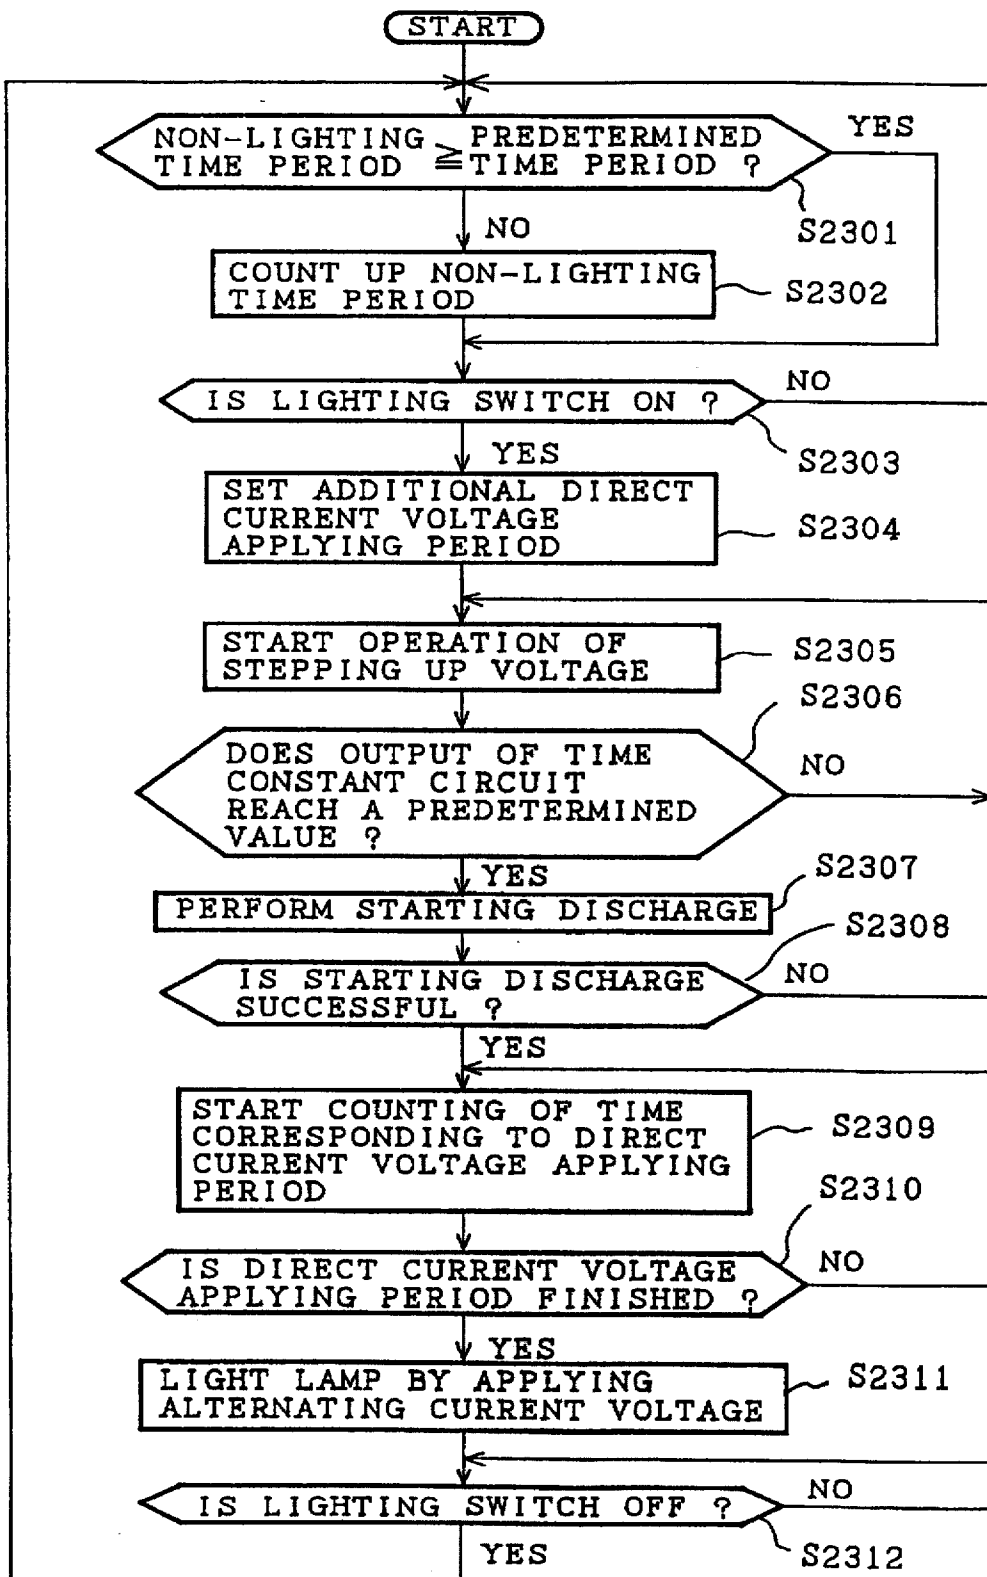 START
NON-LIGHTING ≧ PREDETERMINED
TIME PERIOD TIME PERIOD ?
YES
S2301
NO
COUNT UP NON-LIGHTING
TIME PERIOD
S2302
IS LIGHTING SWITCH ON ?
NO
S2303
YES
SET ADDITIONAL DIRECT
CURRENT VOLTAGE
APPLYING PERIOD
S2304
START OPERATION OF
STEPPING UP VOLTAGE
S2305
S2306
DOES OUTPUT OF TIME
CONSTANT CIRCUIT
REACH A PREDETERMINED
VALUE ?
NO
YES
S2307
PERFORM STARTING DISCHARGE
S2308
IS STARTING DISCHARGE
SUCCESSFUL ?
NO
YES
START COUNTING OF TIME
CORRESPONDING TO DIRECT
CURRENT VOLTAGE APPLYING
PERIOD
S2309
S2310
IS DIRECT CURRENT VOLTAGE
APPLYING PERIOD FINISHED ?
NO
YES
LIGHT LAMP BY APPLYING
ALTERNATING CURRENT VOLTAGE
S2311
IS LIGHTING SWITCH OFF ?
NO
S2312
YES